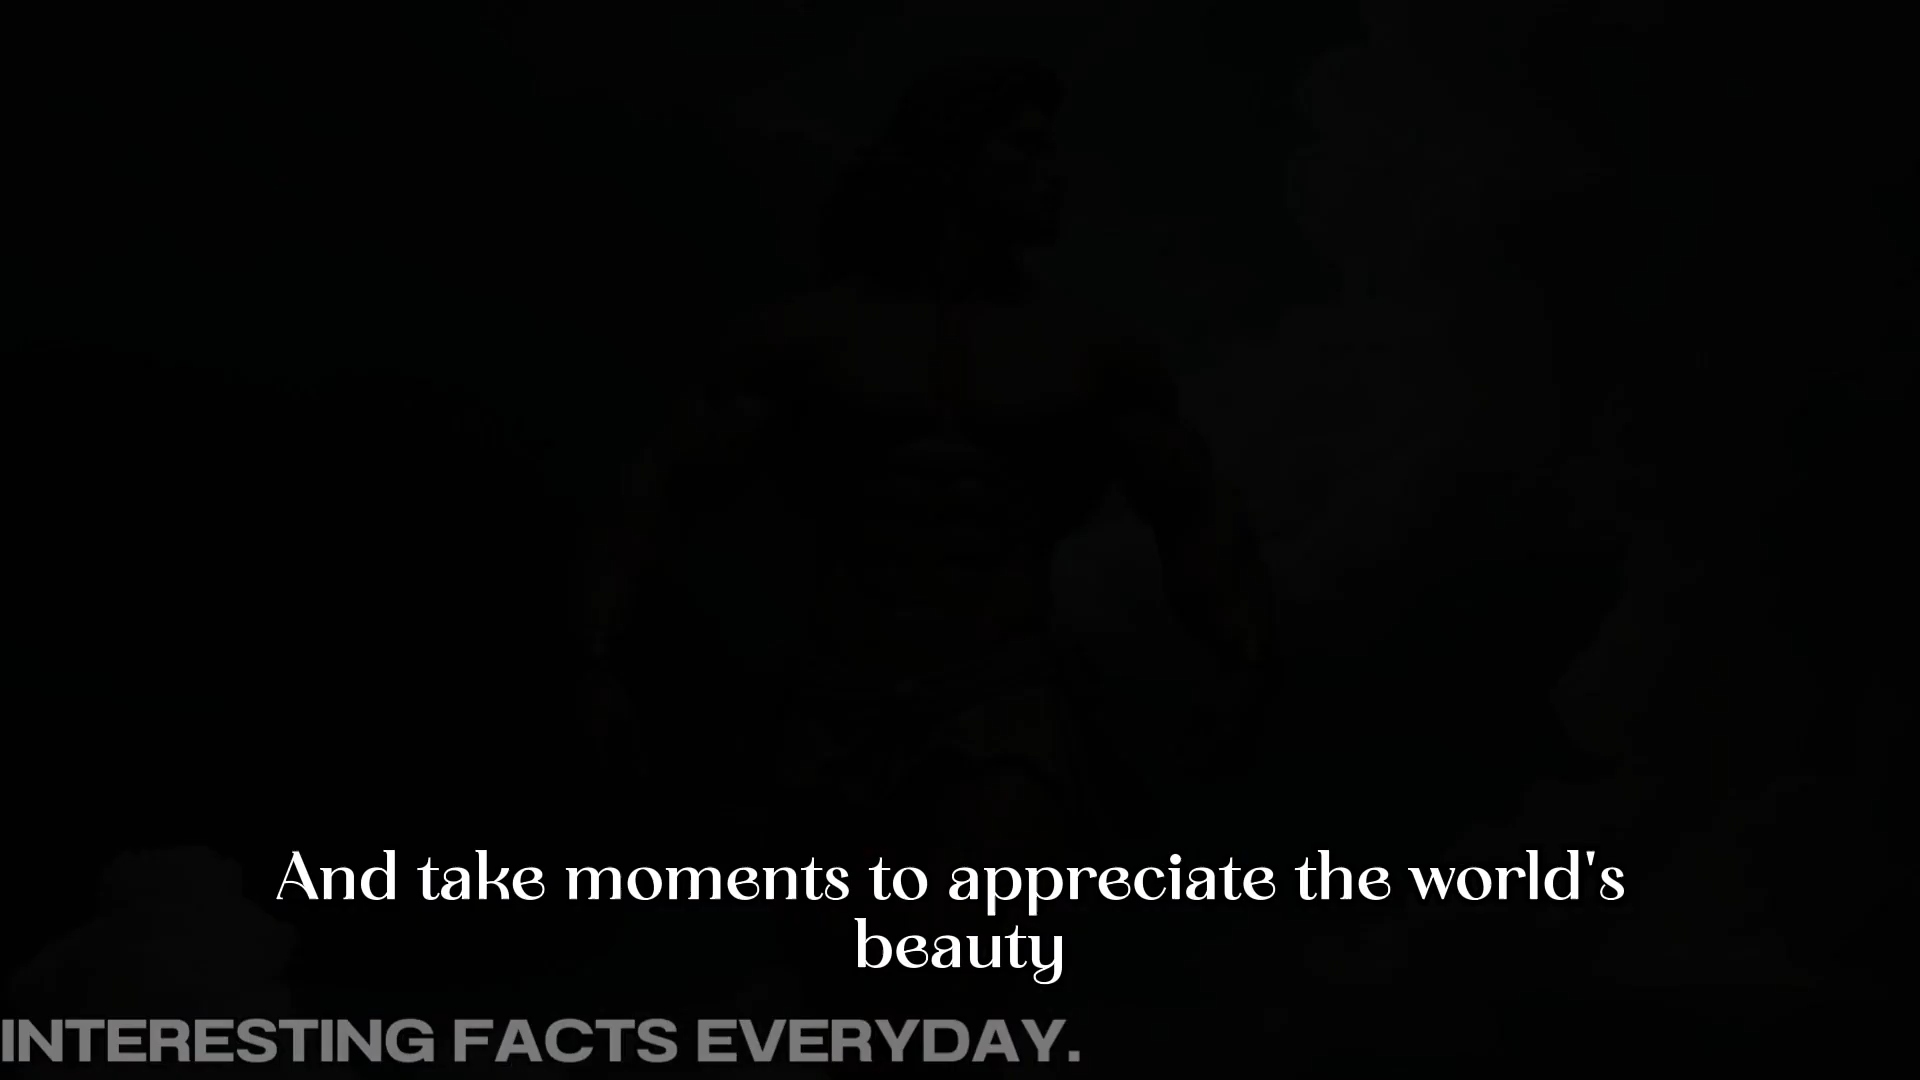 And take moments to appreciate the world's
beauty
INTERESTING FACTS EVERYDAY.